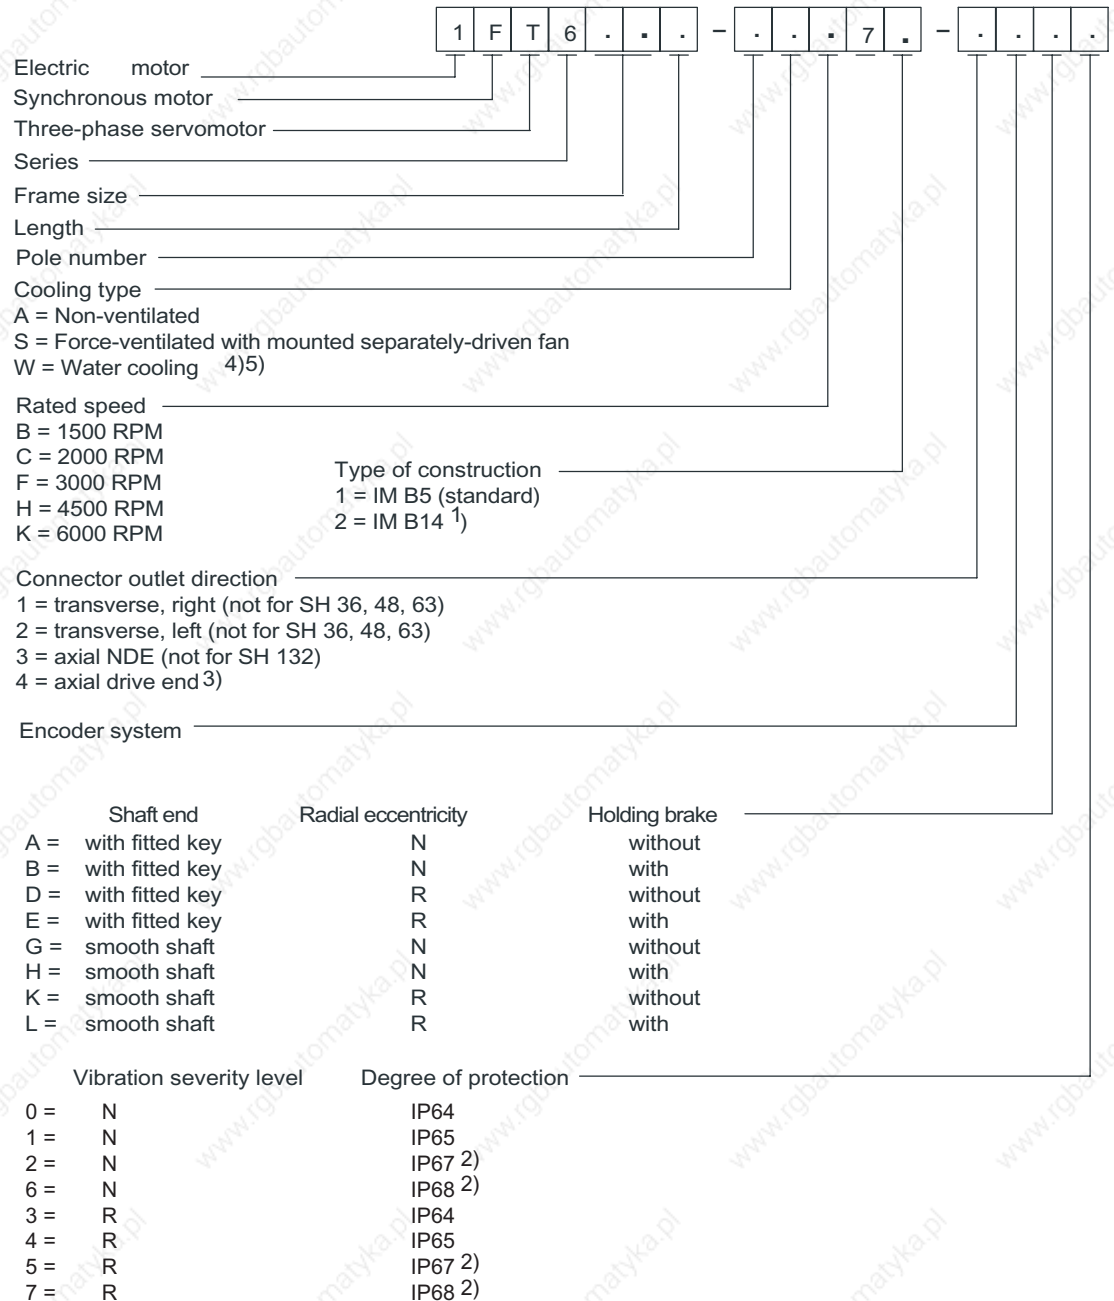 1 F T 6 . . . - . . . 7 . - . . . .
Electric motor
Synchronous motor
Three-phase servomotor
Series
Frame size
Length
Pole number
Cooling type
A = Non-ventilated
S = Force-ventilated with mounted separately-driven fan
W = Water cooling 4)5)
Rated speed
B = 1500 RPM
C = 2000 RPM
F = 3000 RPM
H = 4500 RPM
K = 6000 RPM
Type of construction
1 = IM B5 (standard)
2 = IM B14 1)
Connector outlet direction
1 = transverse, right (not for SH 36, 48, 63)
2 = transverse, left (not for SH 36, 48, 63)
3 = axial NDE (not for SH 132)
4 = axial drive end 3)
Encoder system
Shaft end Radial eccentricity Holding brake
A = with fitted key N without
B = with fitted key N with
D = with fitted key R without
E = with fitted key R with
G = smooth shaft N without
H = smooth shaft N with
K = smooth shaft R without
L = smooth shaft R with
Vibration severity level Degree of protection
0 = N IP64
1 = N IP65
2 = N IP67 2)
6 = N IP68 2)
3 = R IP64
4 = R IP65
5 = R IP67 2)
7 = R IP68 2)
www.rgbautomatyka.pl